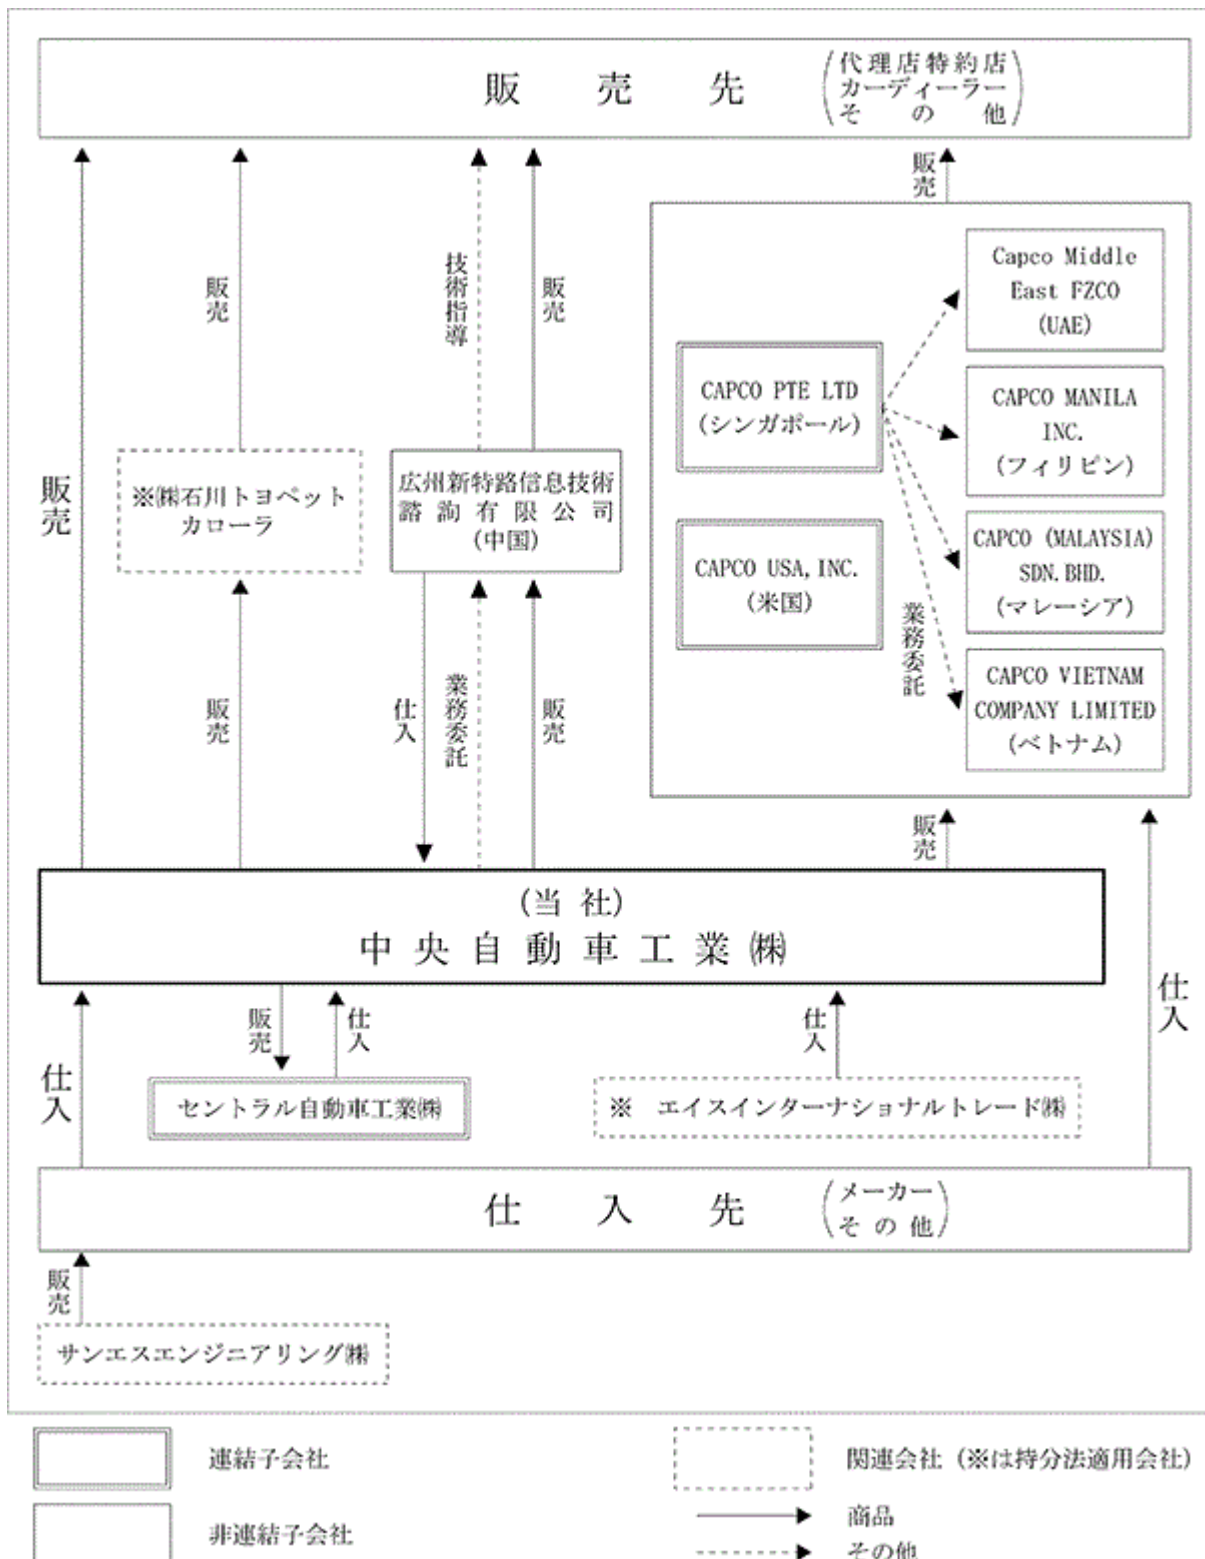 販売先
代理店特約店
カーディーラー
その他
販売
販売
技術指導
販売
販売
Capco Middle
East FZCO
(UAE)
CAPCO PTE LTD
(シンガポール)
CAPCO MANILA
INC.
(フィリピン)
※㈱石川トヨペット
カローラ
広州新特路信息技術
諮詢有限公司
(中国)
CAPCO USA, INC.
(米国)
CAPCO (MALAYSIA)
SDN. BHD.
(マレーシア)
業務委託
CAPCO VIETNAM
COMPANY LIMITED
(ベトナム)
販売
仕入
業務委託
販売
販売
(当社)
中央自動車工業㈱
販売
仕入
仕入
仕入
仕入
セントラル自動車工業㈱
※ エイスインターナショナルトレード㈱
仕入先
メーカー
その他
販売
サンエスエンジニアリング㈱
連結子会社
関連会社 (※は持分法適用会社)
非連結子会社
商品
その他